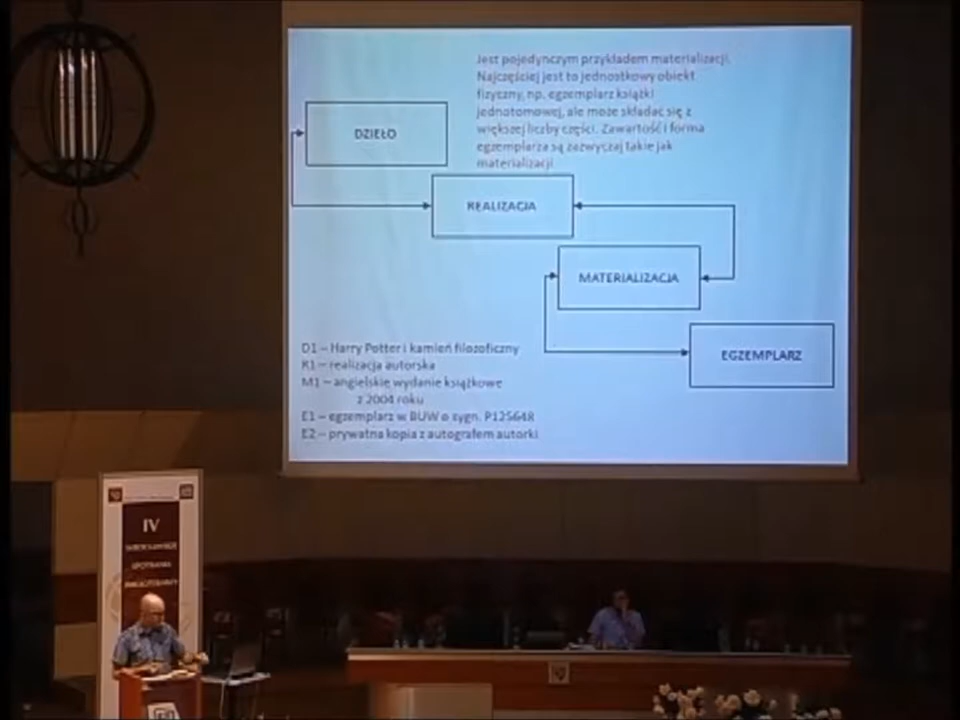 Jest pojedynczym przykładem materializacji.
Najczęściej jest to jednostkowy obiekt
fizyczny, np. egzemplarz książki
jednotomowej, ale może składać się z
większej liczby części. Zawartość i forma
egzemplarza są zazwyczaj takie jak
materializacji
DZIEŁO
REALIZACJA
MATERIALIZACJA
EGZEMPLARZ
D1 – Harry Potter i kamień filozoficzny
R1 – realizacja autorska
M1 – angielskie wydanie książkowe
z 2004 roku
E1 – egzemplarz w BUW o sygn. P125648
E2 – prywatna kopia z autografem autorki
IV
SPOTKANIA